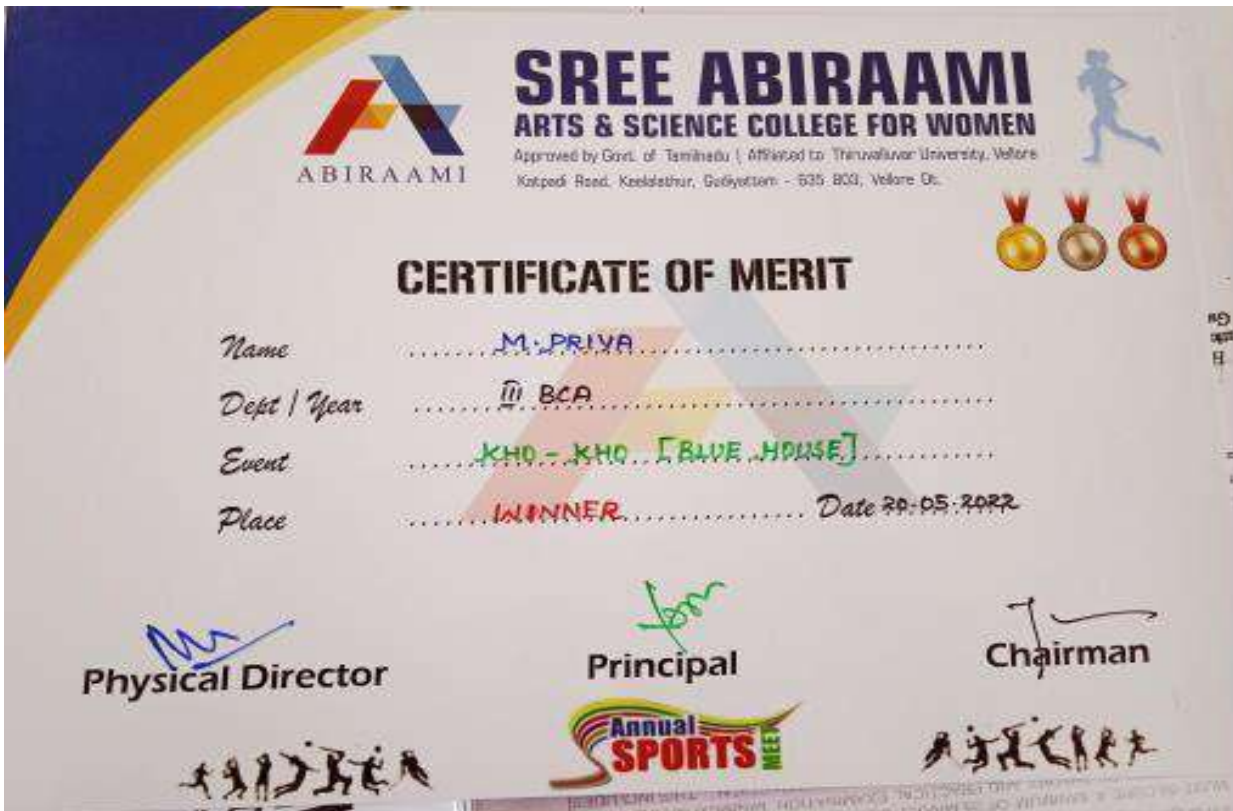 SREE ABIRAAMI
ARTS & SCIENCE COLLEGE FOR WOMEN
ABIRAAMI
Approved by Govt. of Tamilnadu | Affiliated to Thiruvalluvar University, Vellore
Katpadi Road, Keelalathur, Gudiyattam - 635 803, Vellore Dt.
CERTIFICATE OF MERIT
Name M. PRIYA
Dept / Year III BCA
Event KHO - KHO [BLUE HOUSE]
Place WINNER Date 20.05.2022
Physical Director Principal Chairman
Annual
SPORTS
MEET